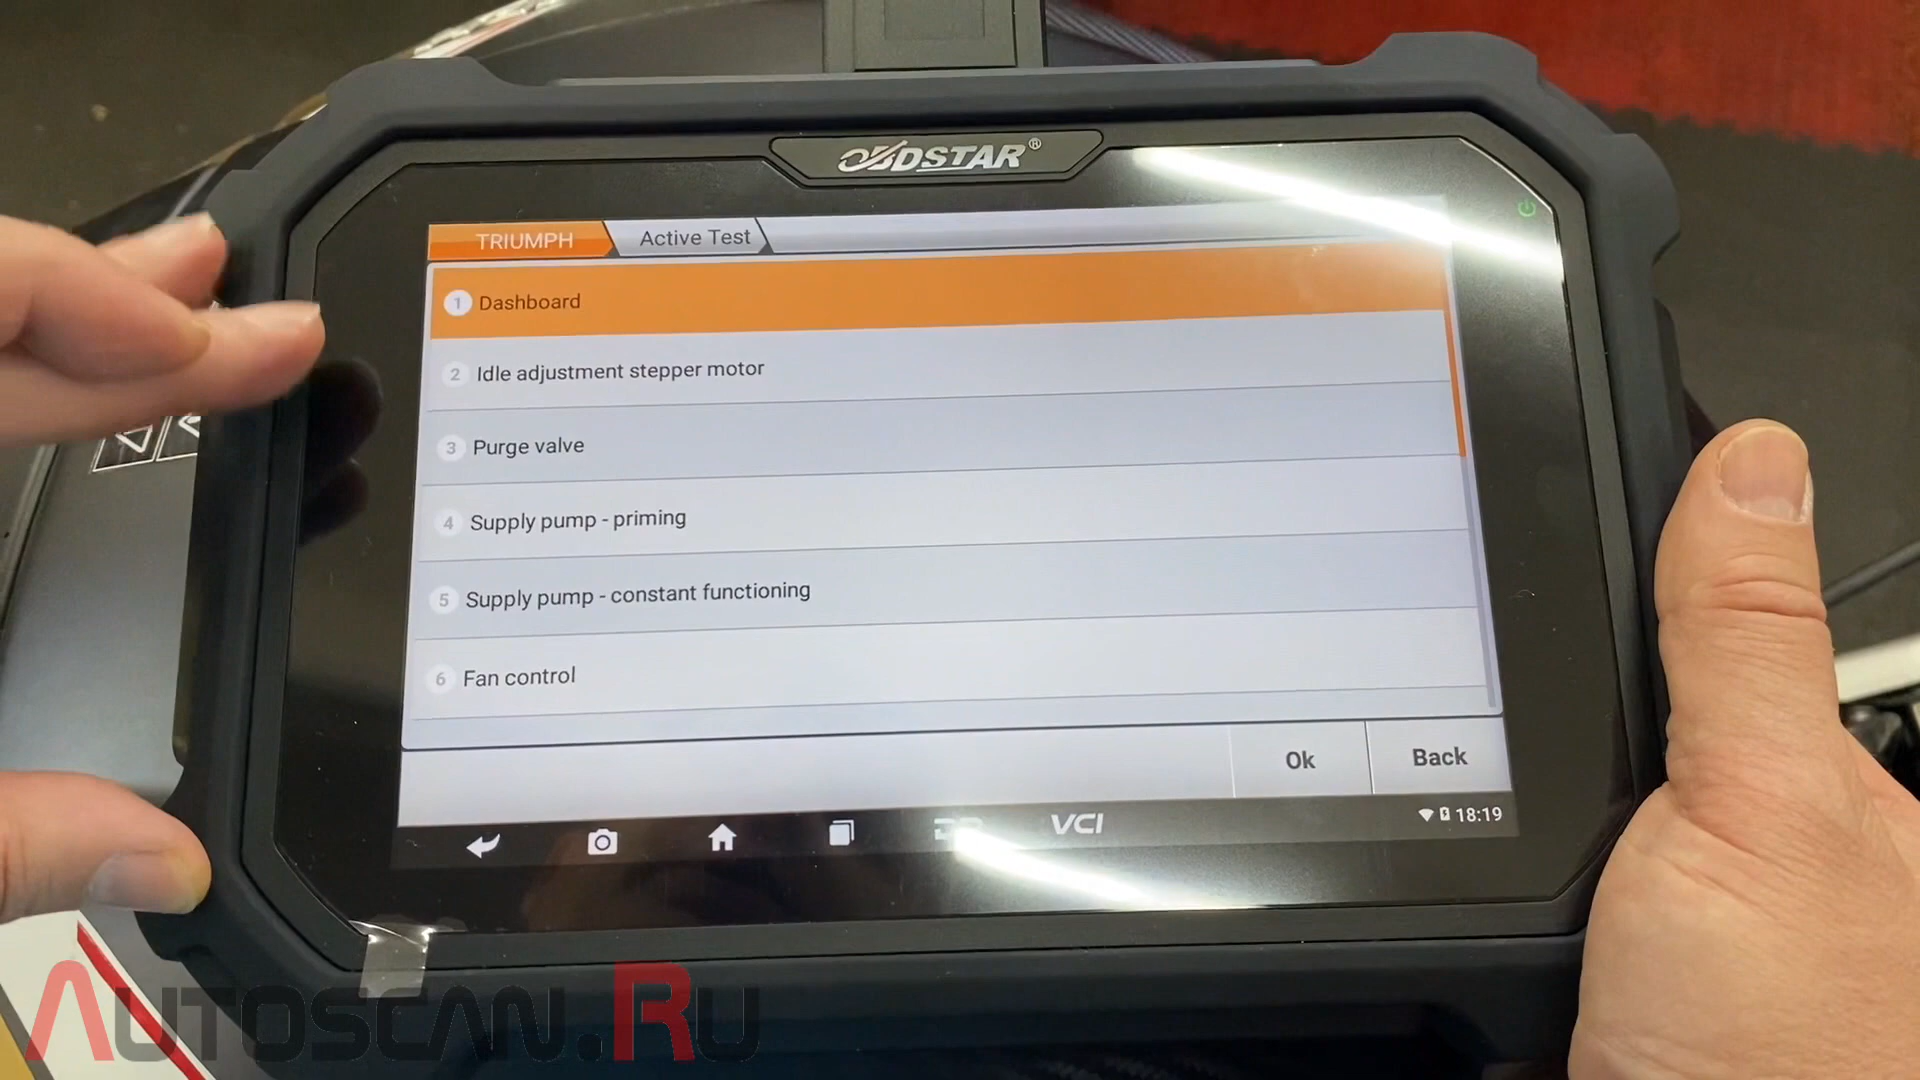 OBDSTAR®
TRIUMPH
Active Test
1 Dashboard
2 Idle adjustment stepper motor
3 Purge valve
4 Supply pump - priming
5 Supply pump - constant functioning
6 Fan control
Ok
Back
VCI
18:19
AUTOSCAN.RU